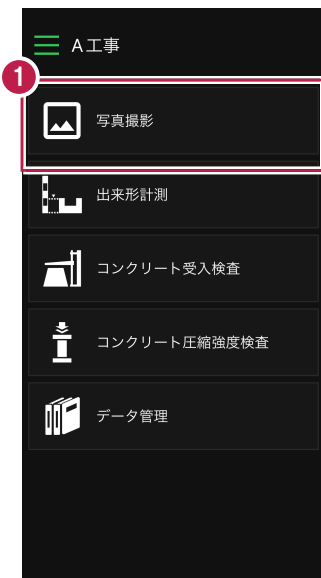 A工事
1
写真撮影
出来形計測
コンクリート受入検査
コンクリート圧縮強度検査
データ管理